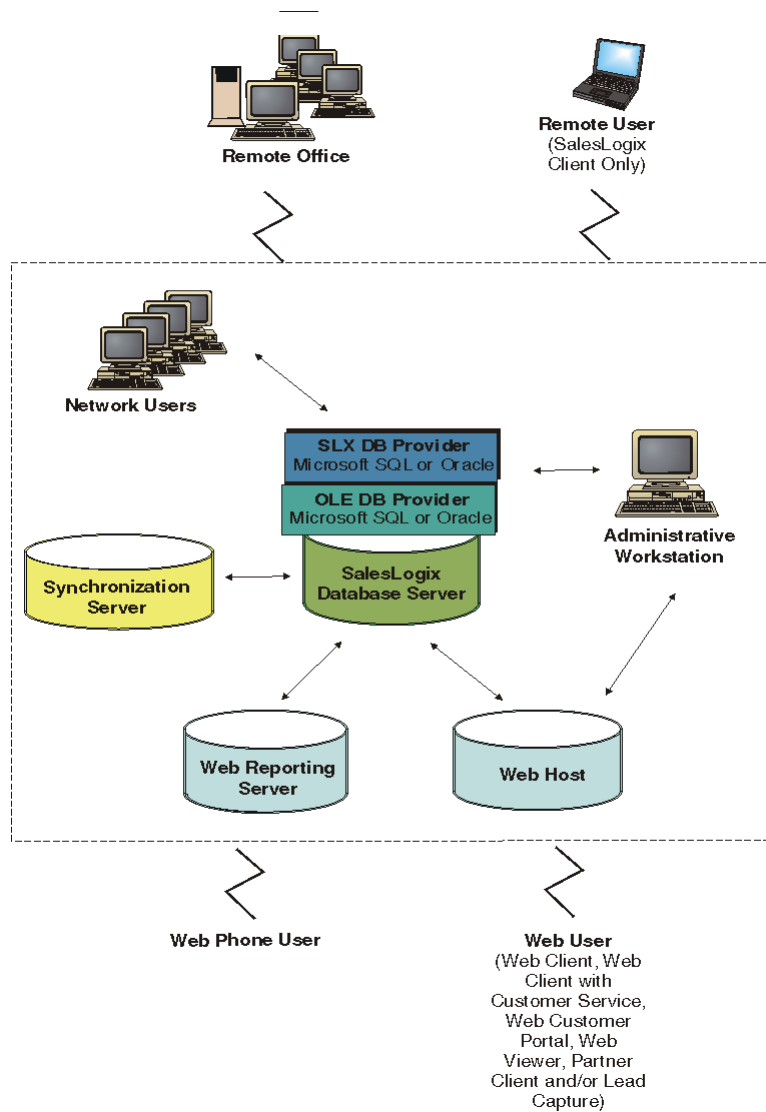 Remote Office
Remote User
(SalesLogix
Client Only)
Network Users
SLX DB Provider
Microsoft SQL or Oracle
OLE DB Provider
Microsoft SQL or Oracle
Administrative
Workstation
Synchronization
Server
SalesLogix
Database Server
Web Reporting
Server
Web Host
Web Phone User
Web User
(Web Client, Web
Client with
Customer Service,
Web Customer
Portal, Web
Viewer, Partner
Client and/or Lead
Capture)